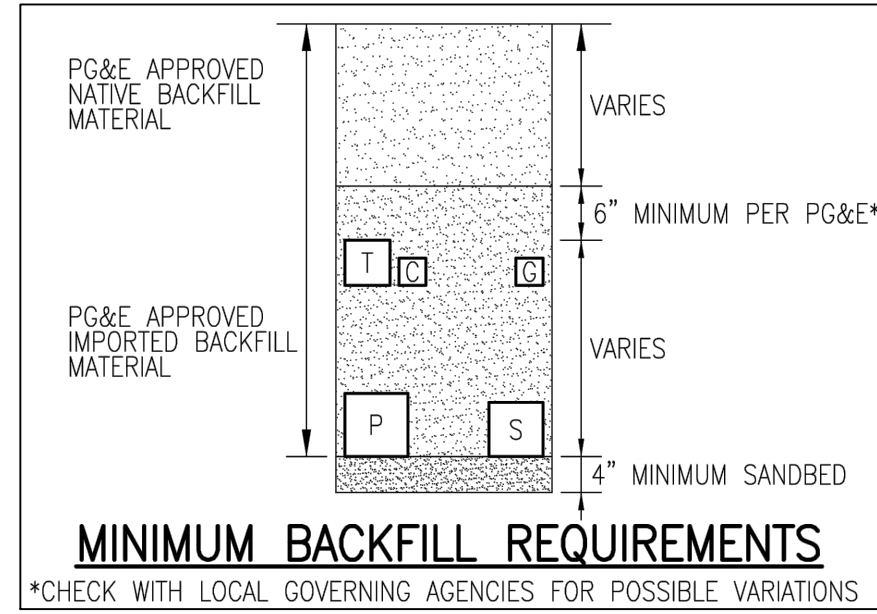 PG&E APPROVED
NATIVE BACKFILL
MATERIAL
VARIES
6" MINIMUM PER PG&E*
T
C
G
PG&E APPROVED
IMPORTED BACKFILL
MATERIAL
VARIES
P
S
4" MINIMUM SANDBED
MINIMUM BACKFILL REQUIREMENTS
*CHECK WITH LOCAL GOVERNING AGENCIES FOR POSSIBLE VARIATIONS